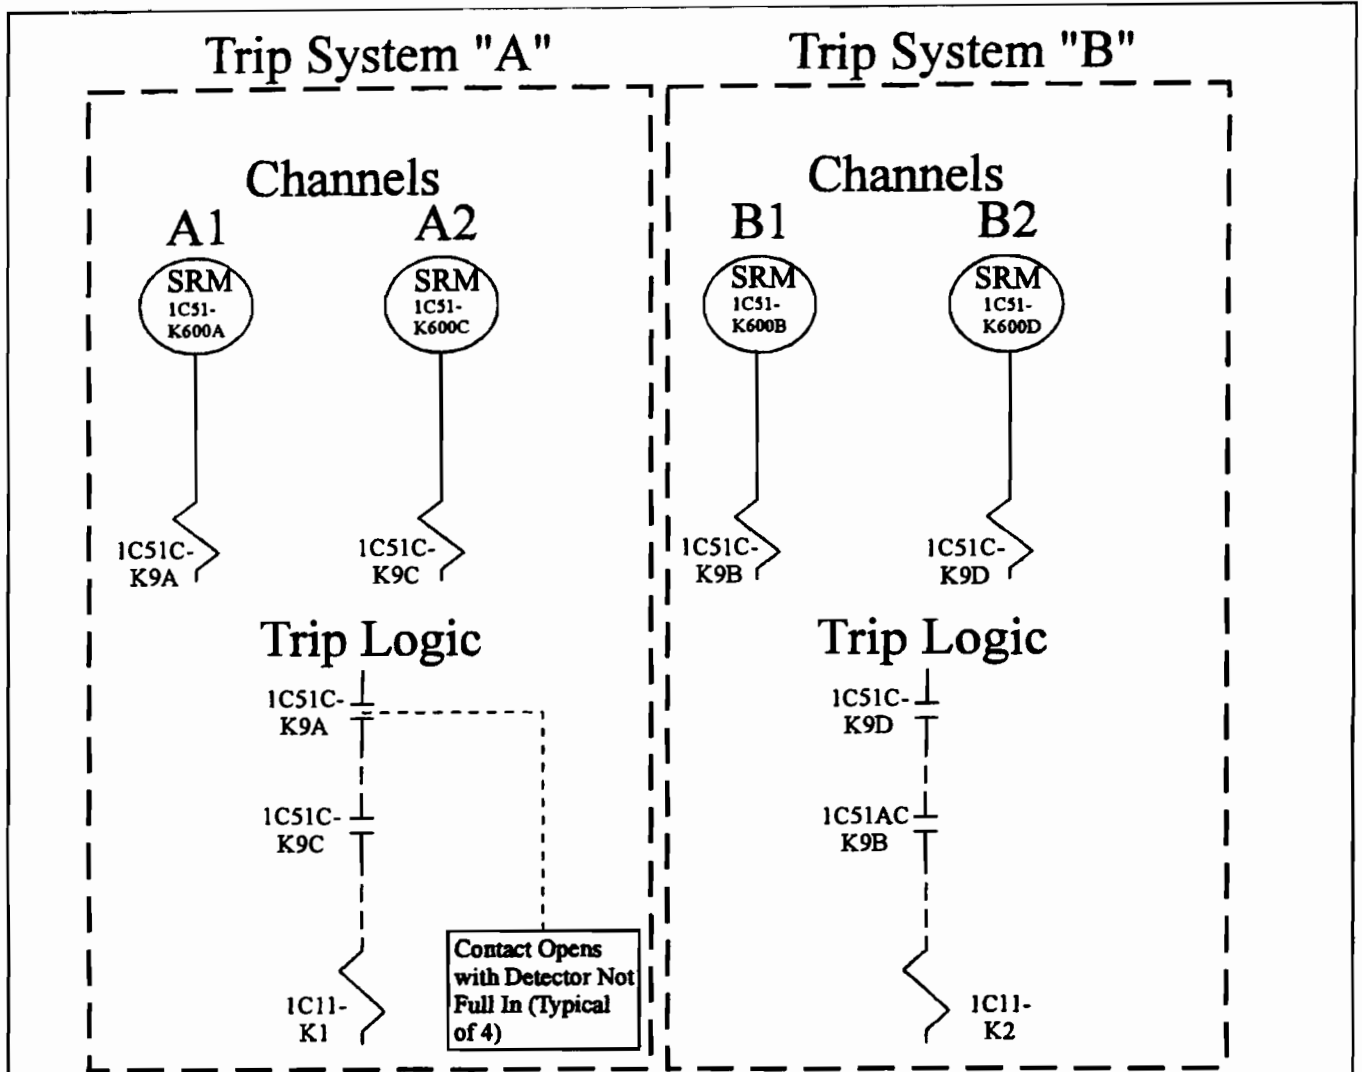 Trip System "A"
Channels
A1
A2
SRM
1C51-
K600A
SRM
1C51-
K600C
1C51C-
K9A
1C51C-
K9C
Trip Logic
1C51C-
K9A
1C51C-
K9C
1C11-
K1
Contact Opens
with Detector Not
Full In (Typical
of 4)
Trip System "B"
Channels
B1
B2
SRM
1C51-
K600B
SRM
1C51-
K600D
1C51C-
K9B
1C51C-
K9D
Trip Logic
1C51C-
K9D
1C51AC
K9B
1C11-
K2